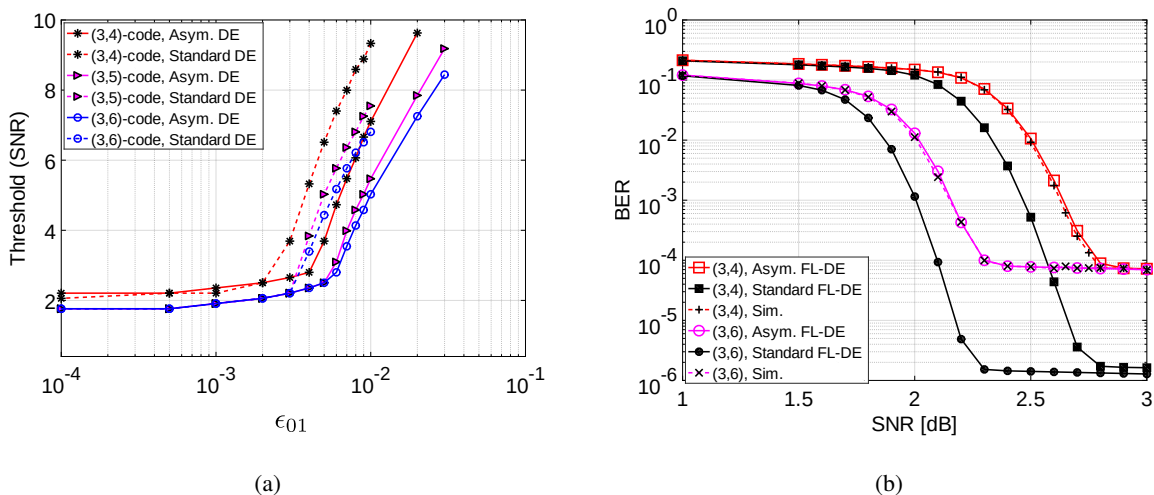 10
8
6
4
2
Threshold (SNR)
(3,4)-code, Asym. DE
(3,4)-code, Standard DE
(3,5)-code, Asym. DE
(3,5)-code, Standard DE
(3,6)-code, Asym. DE
(3,6)-code, Standard DE
10⁻⁴ 10⁻³ 10⁻² 10⁻¹
ϵ₀₁
(a)
10⁰
10⁻¹
10⁻²
10⁻³
10⁻⁴
10⁻⁵
10⁻⁶
BER
(3,4), Asym. FL-DE
(3,4), Standard FL-DE
(3,4), Sim.
(3,6), Asym. FL-DE
(3,6), Standard FL-DE
(3,6), Sim.
1 1.5 2 2.5 3
SNR [dB]
(b)